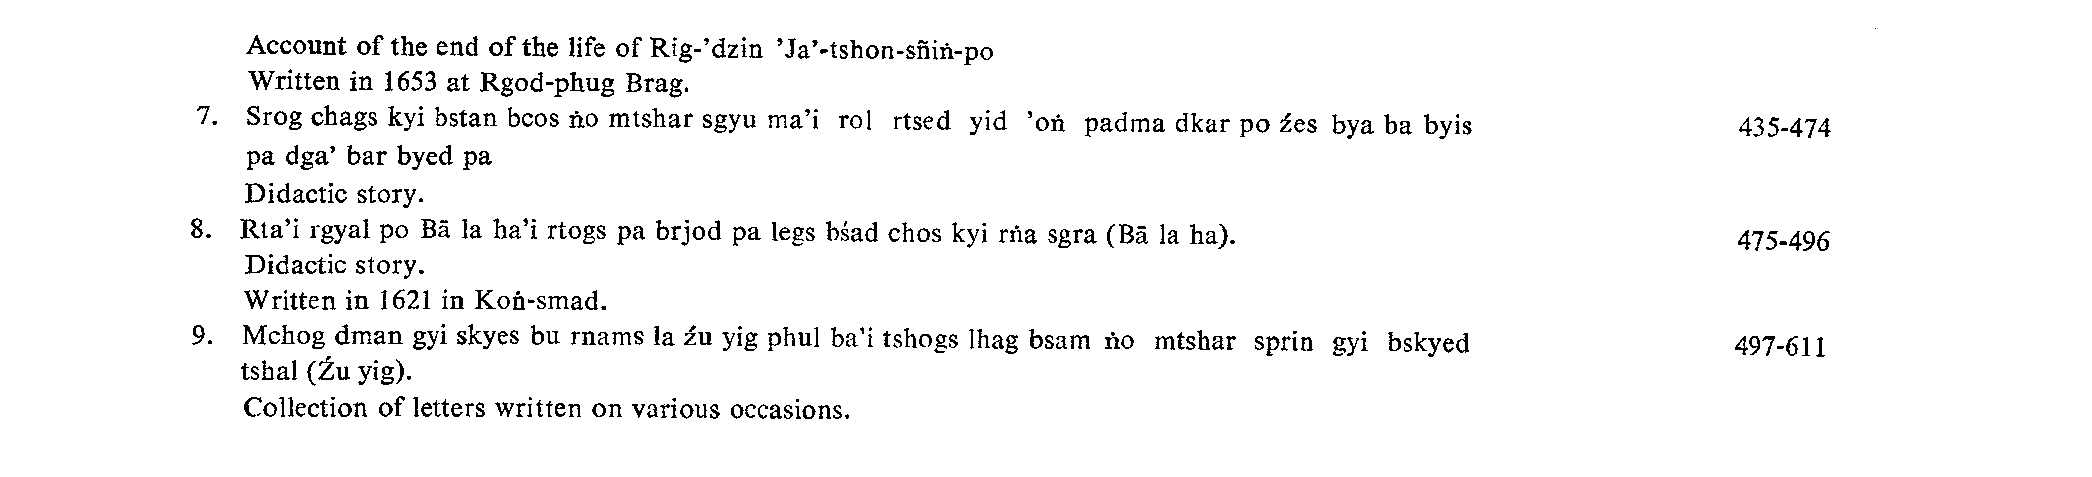 Account of the end of the life of Rig-’dzin ’Ja’-tshon-sñiṅ-po
Written in 1653 at Rgod-phug Brag.
7. Srog chags kyi bstan bcos ṅo mtshar sgyu ma’i rol rtsed yid ’oṅ padma dkar po źes bya ba byis 435-474
pa dga’ bar byed pa
Didactic story.
8. Rta’i rgyal po Bā la ha’i rtogs pa brjod pa legs bśad chos kyi rṅa sgra (Bā la ha). 475-496
Didactic story.
Written in 1621 in Koṅ-smad.
9. Mchog dman gyi skyes bu rnams la źu yig phul ba’i tshogs lhag bsam ṅo mtshar sprin gyi bskyed 497-611
tshal (Źu yig).
Collection of letters written on various occasions.